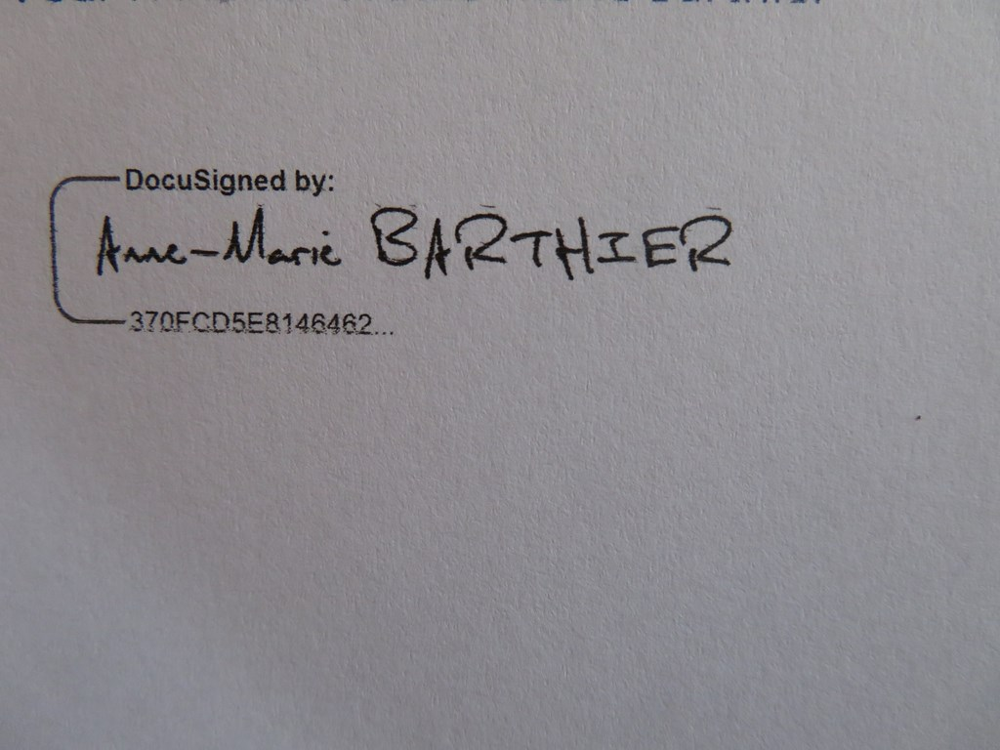 DocuSigned by:
Anne-Marie BARTHIER
370FCD5E8146462...